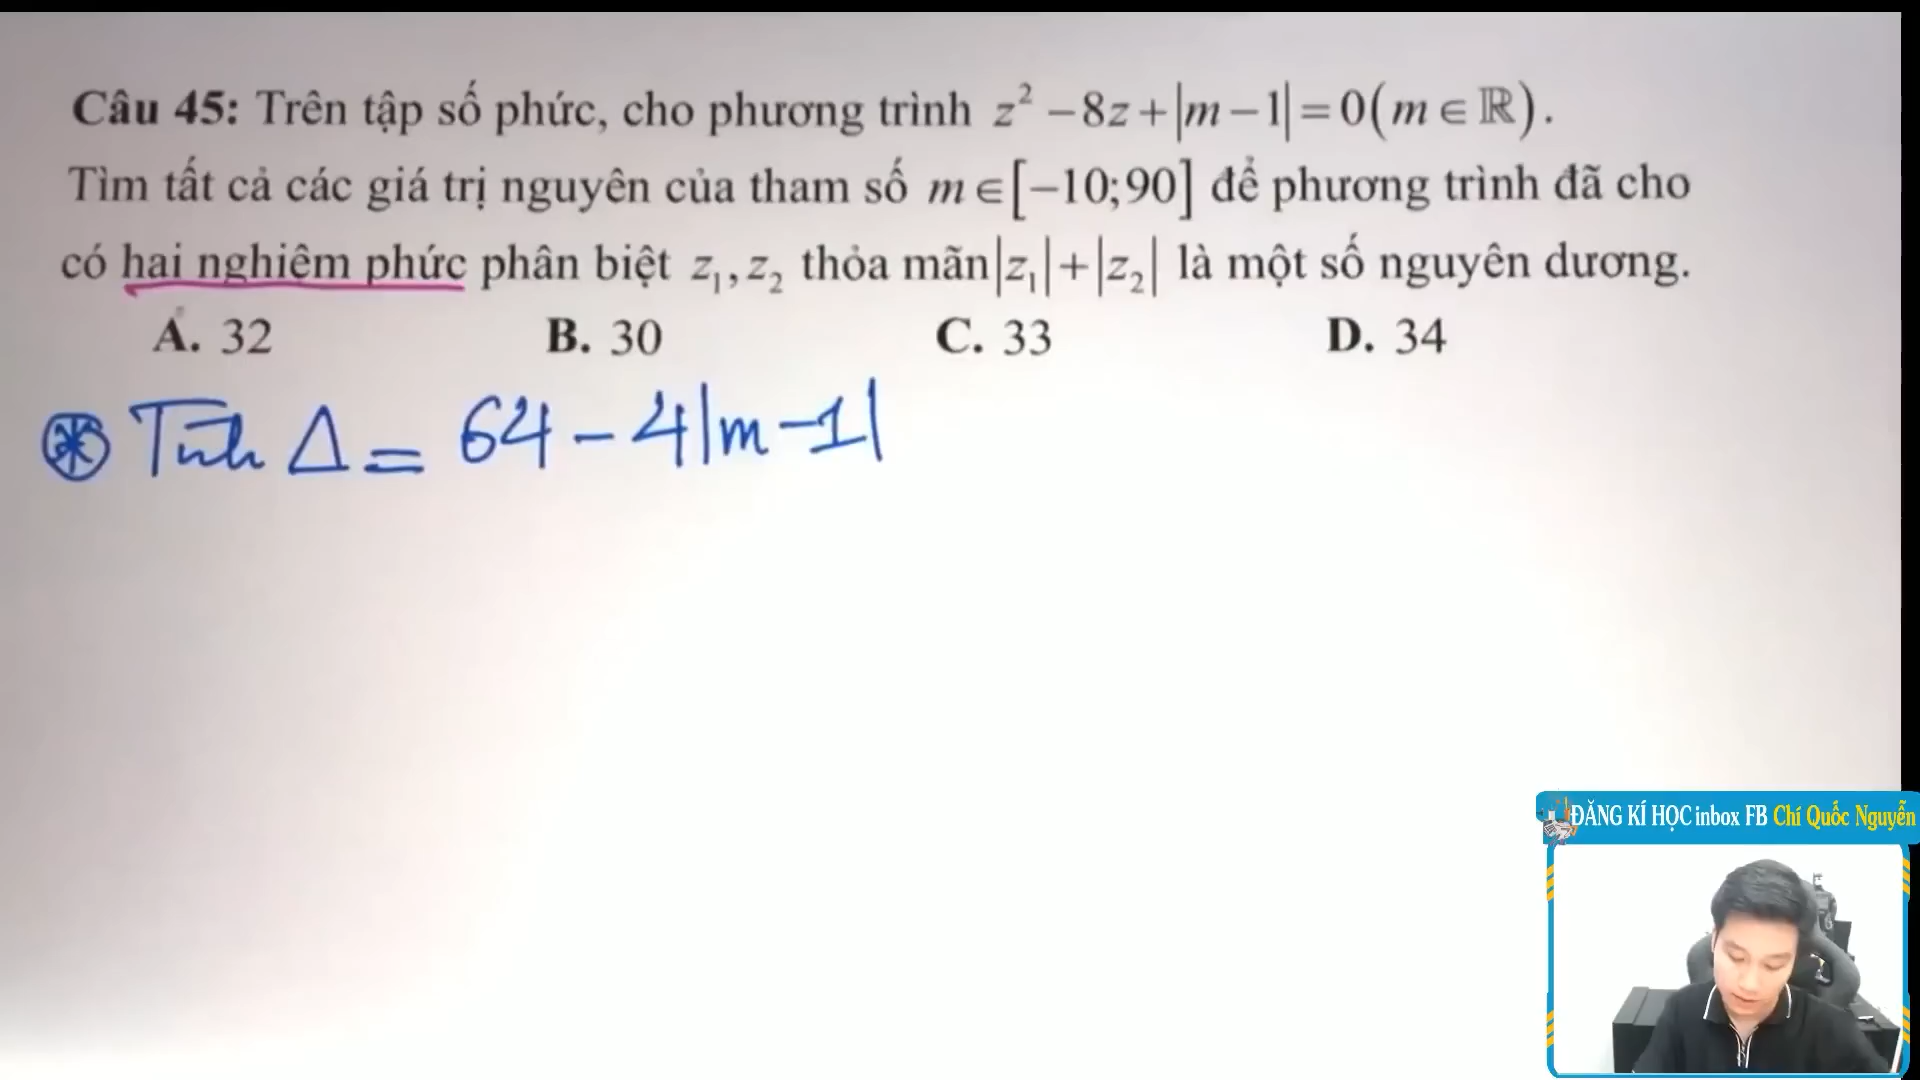 Câu 45: Trên tập số phức, cho phương trình z² − 8z + |m − 1| = 0 (m ∈ ℝ).
Tìm tất cả các giá trị nguyên của tham số m ∈ [−10; 90] để phương trình đã cho
có hai nghiệm phức phân biệt z₁, z₂ thỏa mãn |z₁| + |z₂| là một số nguyên dương.
A. 32 B. 30 C. 33 D. 34
⊛ Tính Δ = 64 − 4|m − 1|
ĐĂNG KÍ HỌC inbox FB Chí Quốc Nguyễn